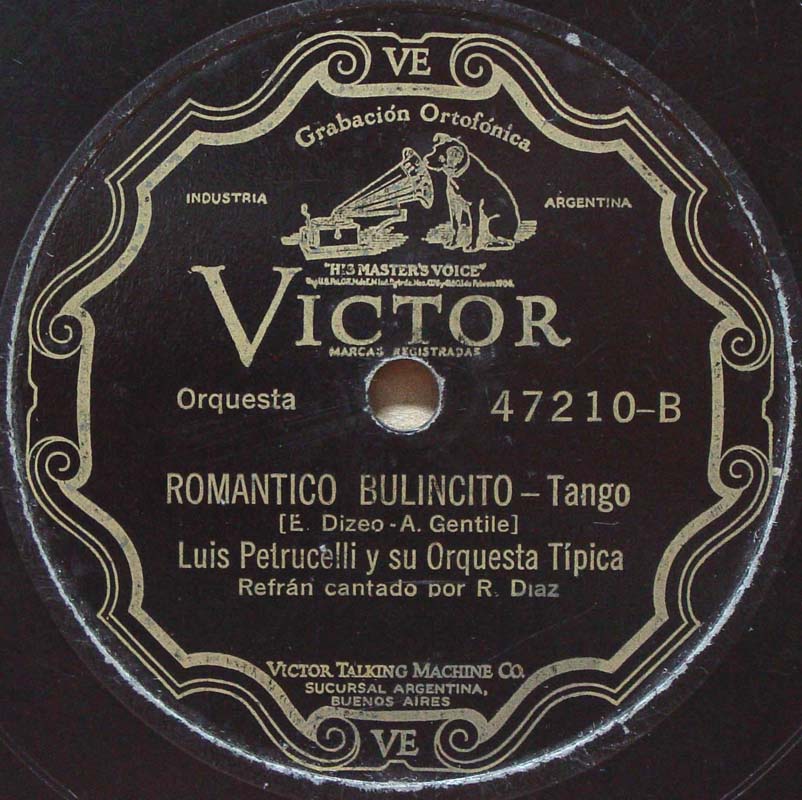 VE
Grabación Ortofónica
INDUSTRIA ARGENTINA
"HIS MASTER'S VOICE"
VICTOR
MARCAS REGISTRADAS
Orquesta 47210-B
ROMANTICO BULINCITO – Tango
[E. Dizeo - A. Gentile]
Luis Petrucelli y su Orquesta Típica
Refrán cantado por R. Diaz
VICTOR TALKING MACHINE CO.
SUCURSAL ARGENTINA,
BUENOS AIRES
VE